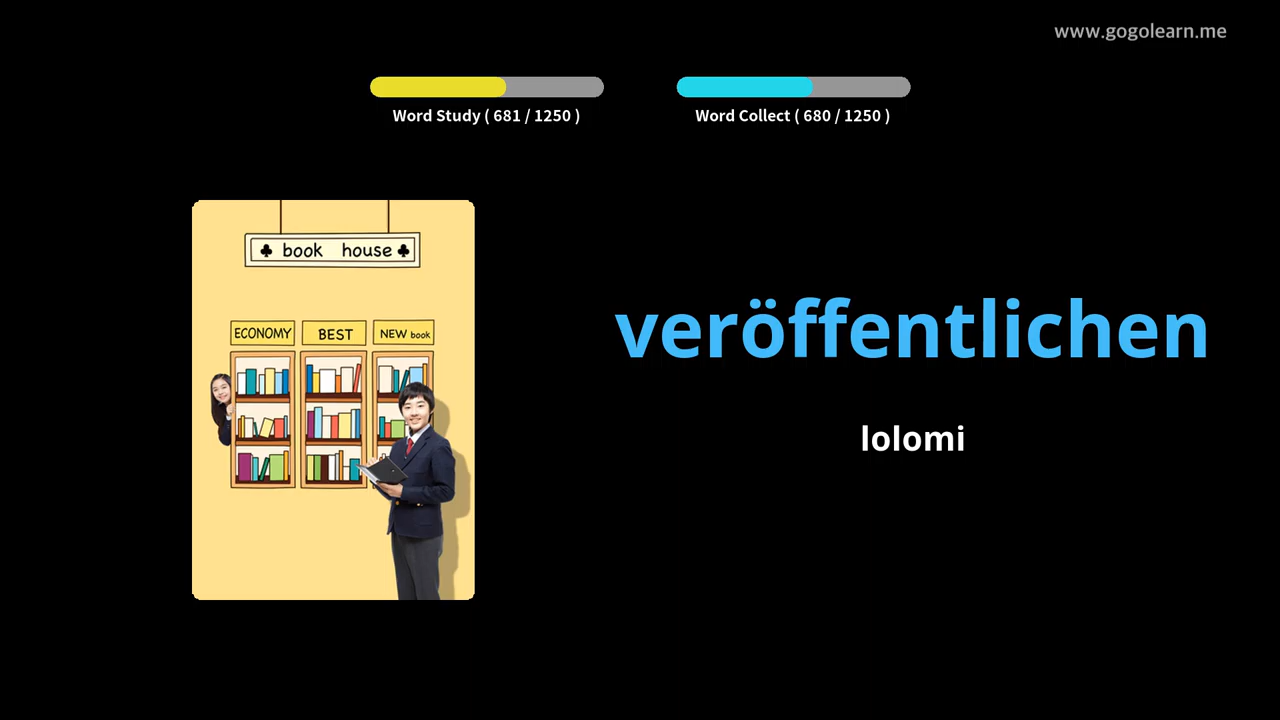 www.gogolearn.me
Word Study ( 681 / 1250 )
Word Collect ( 680 / 1250 )
♣ book house ♣
ECONOMY
BEST
NEW book
veröffentlichen
lolomi